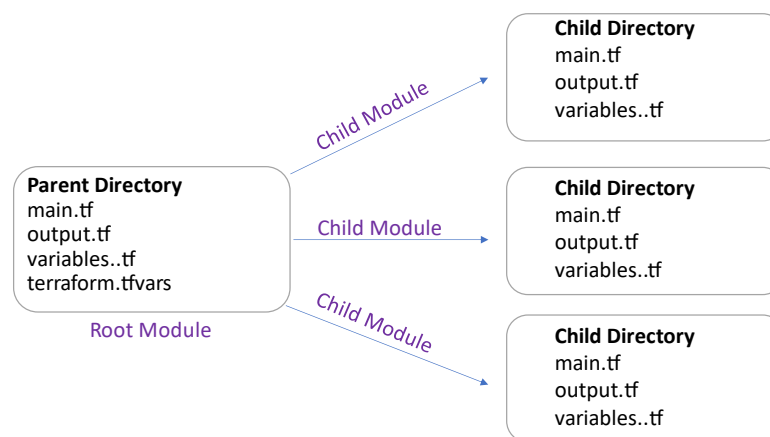 Parent Directory
main.tf
output.tf
variables..tf
terraform.tfvars
Root Module
Child Module
Child Directory
main.tf
output.tf
variables..tf
Child Module
Child Directory
main.tf
output.tf
variables..tf
Child Module
Child Directory
main.tf
output.tf
variables..tf